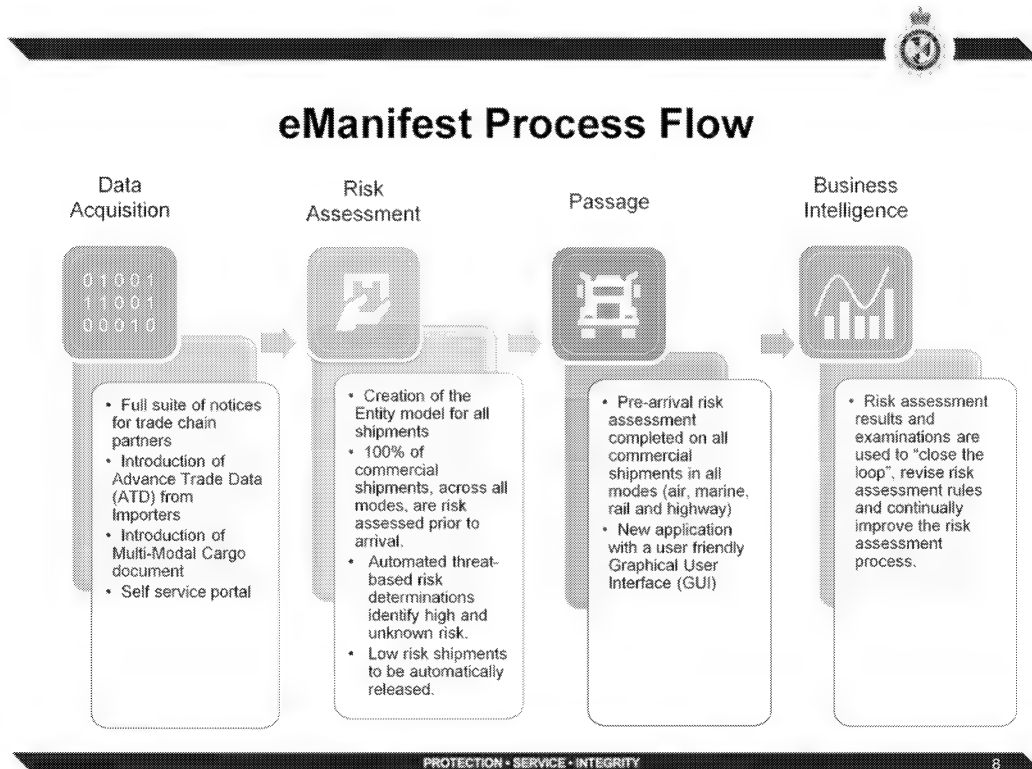 eManifest Process Flow
Data
Acquisition
01001
11001
00010
• Full suite of notices
for trade chain
partners
• Introduction of
Advance Trade Data
(ATD) from
Importers
• Introduction of
Multi-Modal Cargo
document
• Self service portal
Risk
Assessment
• Creation of the
Entity model for all
shipments
• 100% of
commercial
shipments, across all
modes, are risk
assessed prior to
arrival.
• Automated threat-
based risk
determinations
identify high and
unknown risk.
• Low risk shipments
to be automatically
released.
Passage
• Pre-arrival risk
assessment
completed on all
commercial
shipments in all
modes (air, marine,
rail and highway)
• New application
with a user friendly
Graphical User
Interface (GUI)
Business
Intelligence
• Risk assessment
results and
examinations are
used to “close the
loop”, revise risk
assessment rules
and continually
improve the risk
assessment
process.
PROTECTION • SERVICE • INTEGRITY
8